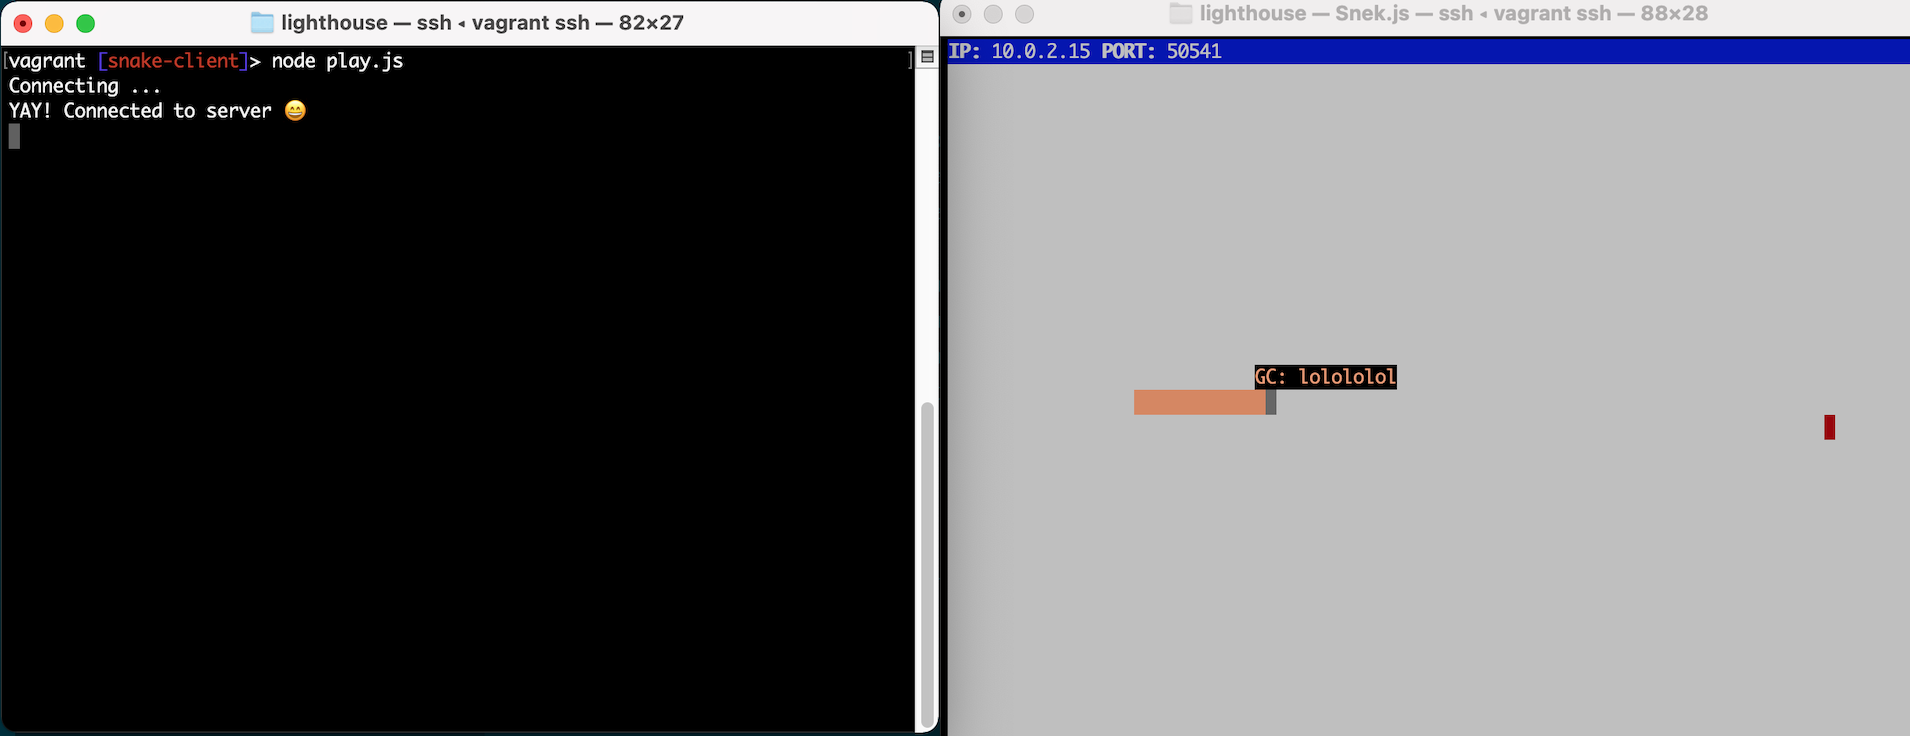 lighthouse — ssh ◂ vagrant ssh — 82×27
[vagrant [snake-client]> node play.js ]
Connecting ...
YAY! Connected to server 😄
lighthouse — Snek.js — ssh ◂ vagrant ssh — 88×28
IP: 10.0.2.15 PORT: 50541
GC: lolololol